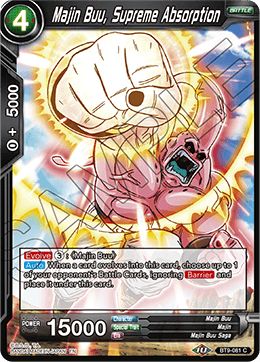 Majin Buu, Supreme Absorption
BATTLE
4
+ 5000
Evolve 3 : 《Majin Buu》
Auto When a card evolves into this card, choose up to 1
of your opponent's Battle Cards, ignoring Barrier and
place it under this card.
POWER 15000
Character Majin Buu
Special Trait Majin
Era Majin Buu Saga
BT9-081 C